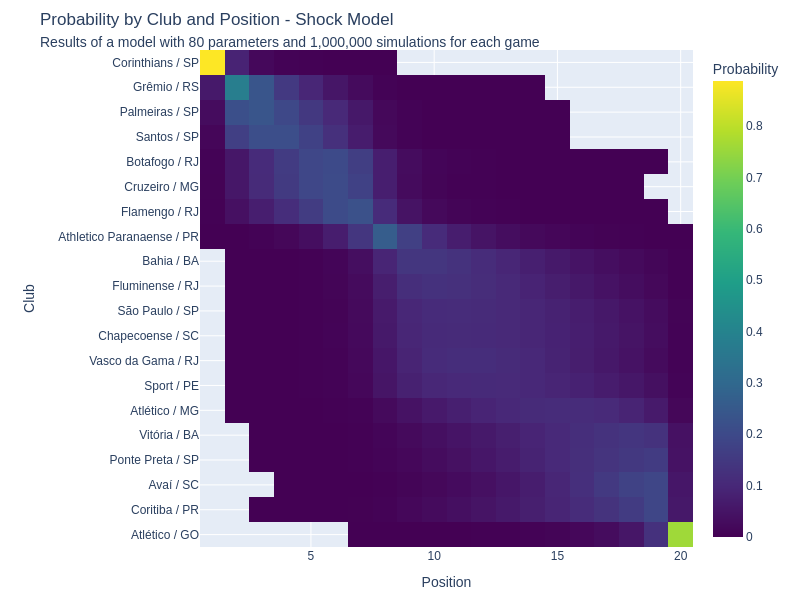 Probability by Club and Position - Shock Model
Results of a model with 80 parameters and 1,000,000 simulations for each game
Probability
Club
Corinthians / SP
Grêmio / RS
Palmeiras / SP
Santos / SP
Botafogo / RJ
Cruzeiro / MG
Flamengo / RJ
Athletico Paranaense / PR
Bahia / BA
Fluminense / RJ
São Paulo / SP
Chapecoense / SC
Vasco da Gama / RJ
Sport / PE
Atlético / MG
Vitória / BA
Ponte Preta / SP
Avaí / SC
Coritiba / PR
Atlético / GO
0.8
0.7
0.6
0.5
0.4
0.3
0.2
0.1
0
5 10 15 20
Position